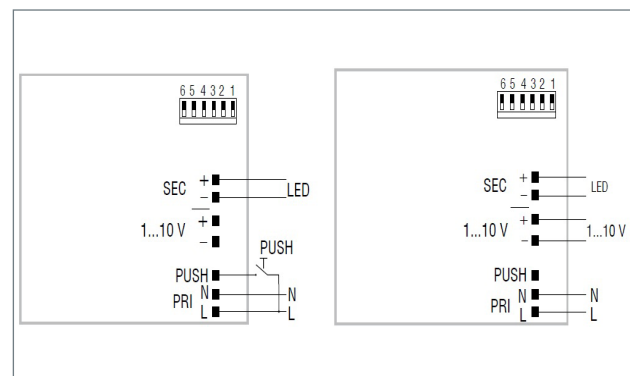 6 5 4 3 2 1
SEC + LED
–
1...10 V +
–
PUSH
PUSH
PRI N N
L L
6 5 4 3 2 1
SEC + LED
–
1...10 V + 1...10 V
–
PUSH
PRI N N
L L